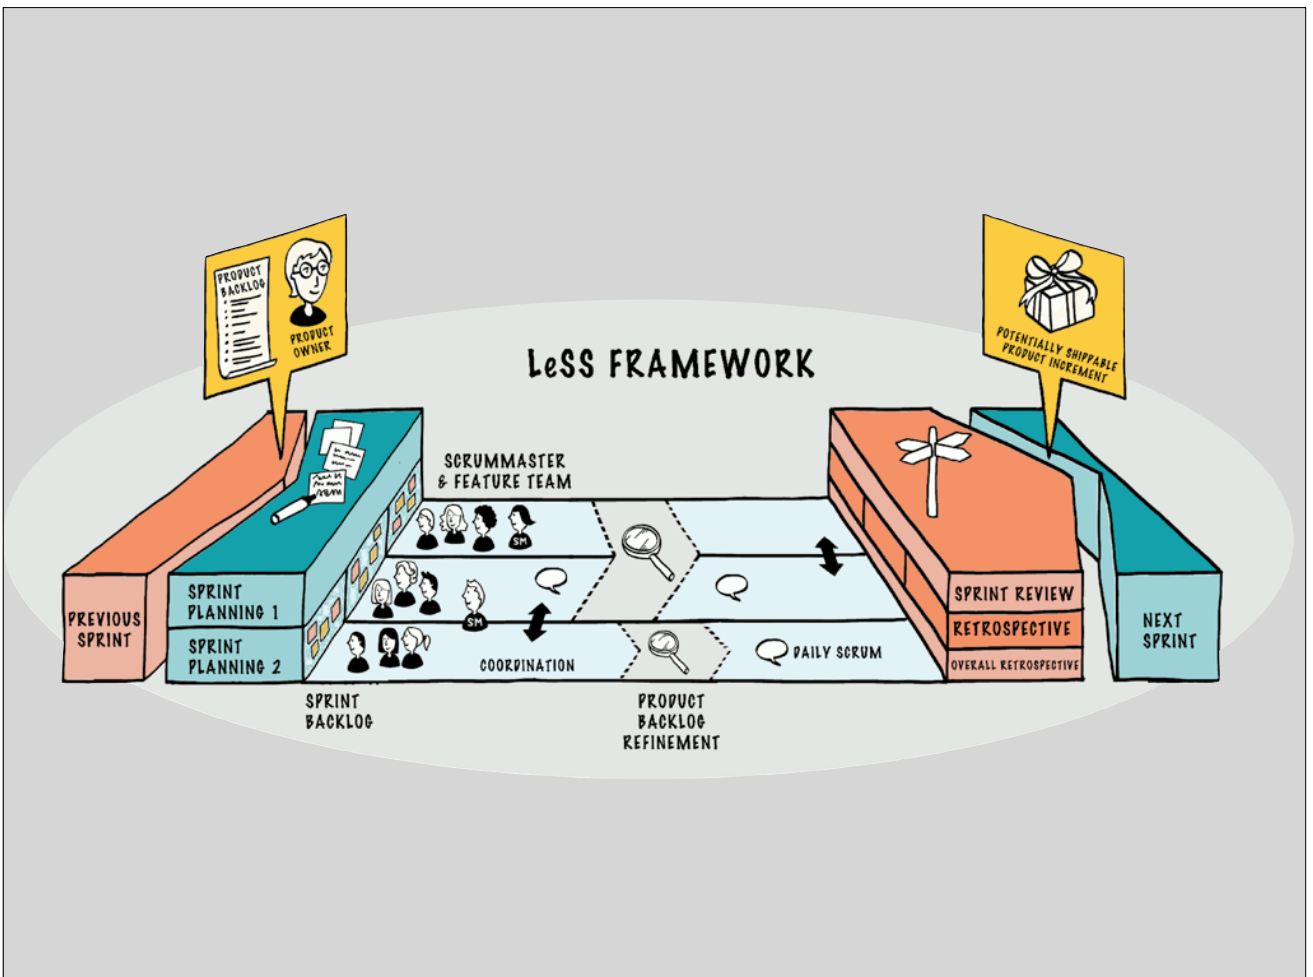 PRODUCT
BACKLOG
PRODUCT
OWNER
POTENTIALLY SHIPPABLE
PRODUCT INCREMENT
LeSS FRAMEWORK
SCRUMMASTER
& FEATURE TEAM
SM
SM
PREVIOUS
SPRINT
SPRINT
PLANNING 1
SPRINT
PLANNING 2
COORDINATION
DAILY SCRUM
SPRINT REVIEW
RETROSPECTIVE
OVERALL RETROSPECTIVE
NEXT
SPRINT
SPRINT
BACKLOG
PRODUCT
BACKLOG
REFINEMENT